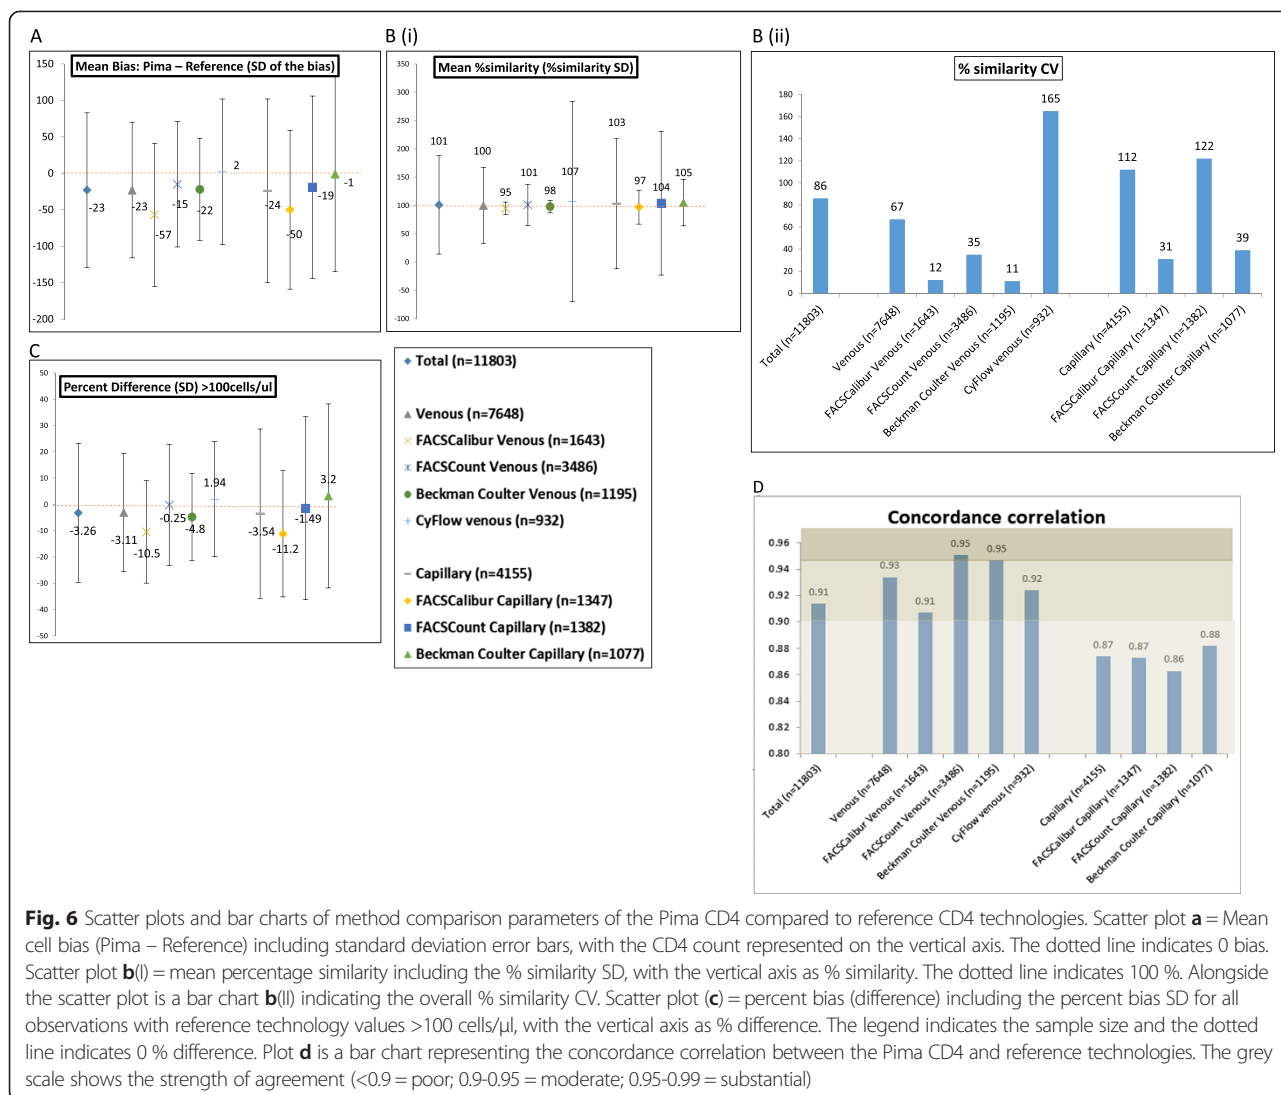 A
Mean Bias: Pima – Reference (SD of the bias)
150
100
50
0
-50
-100
-150
-200
-23
-23
-57
-15
-22
2
-24
-50
-19
-1
B (i)
Mean %similarity (%similarity SD)
350
300
250
200
150
100
50
0
-50
-100
101
100
95
101
98
107
103
97
104
105
B (ii)
% similarity CV
180
160
140
120
100
80
60
40
20
0
86
67
12
35
11
165
112
31
122
39
Total (n=11803)
Venous (n=7648)
FACSCalibur Venous (n=1643)
FACSCount Venous (n=3486)
Beckman Coulter Venous (n=1195)
CyFlow venous (n=932)
Capillary (n=4155)
FACSCalibur Capillary (n=1347)
FACSCount Capillary (n=1382)
Beckman Coulter Capillary (n=1077)
C
Percent Difference (SD) >100cells/ul
50
40
30
20
10
0
-10
-20
-30
-40
-50
-3.26
-3.11
-10.5
-0.25
-4.8
1.94
-3.54
-11.2
-1.49
3.2
Total (n=11803)
Venous (n=7648)
FACSCalibur Venous (n=1643)
FACSCount Venous (n=3486)
Beckman Coulter Venous (n=1195)
CyFlow venous (n=932)
Capillary (n=4155)
FACSCalibur Capillary (n=1347)
FACSCount Capillary (n=1382)
Beckman Coulter Capillary (n=1077)
D
Concordance correlation
0.96
0.94
0.92
0.90
0.88
0.86
0.84
0.82
0.80
0.91
0.93
0.91
0.95
0.95
0.92
0.87
0.87
0.86
0.88
Total (n=11803)
Venous (n=7648)
FACSCalibur Venous (n=1643)
FACSCount Venous (n=3486)
Beckman Coulter Venous (n=1195)
CyFlow venous (n=932)
Capillary (n=4155)
FACSCalibur Capillary (n=1347)
FACSCount Capillary (n=1382)
Beckman Coulter Capillary (n=1077)
Fig. 6 Scatter plots and bar charts of method comparison parameters of the Pima CD4 compared to reference CD4 technologies. Scatter plot a = Mean
cell bias (Pima – Reference) including standard deviation error bars, with the CD4 count represented on the vertical axis. The dotted line indicates 0 bias.
Scatter plot b(I) = mean percentage similarity including the % similarity SD, with the vertical axis as % similarity. The dotted line indicates 100 %. Alongside
the scatter plot is a bar chart b(II) indicating the overall % similarity CV. Scatter plot (c) = percent bias (difference) including the percent bias SD for all
observations with reference technology values >100 cells/μl, with the vertical axis as % difference. The legend indicates the sample size and the dotted
line indicates 0 % difference. Plot d is a bar chart representing the concordance correlation between the Pima CD4 and reference technologies. The grey
scale shows the strength of agreement (<0.9 = poor; 0.9-0.95 = moderate; 0.95-0.99 = substantial)